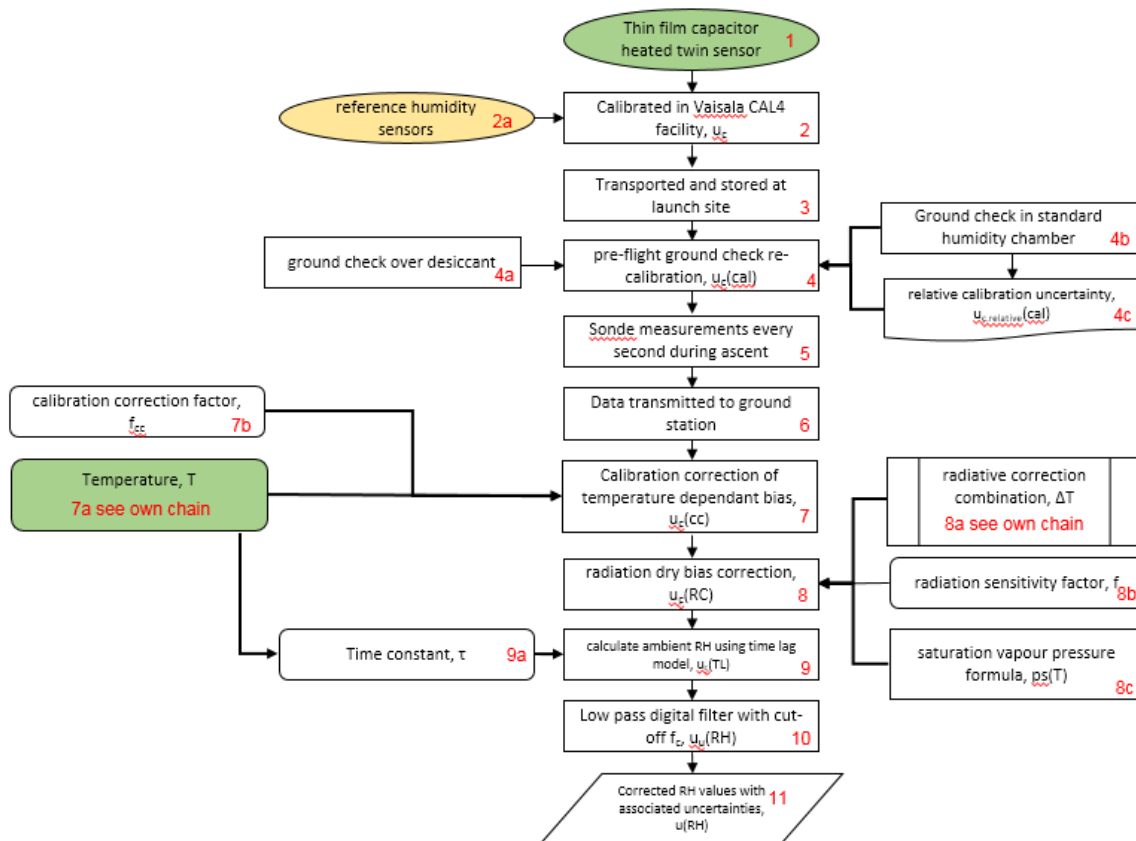 Thin film capacitor
heated twin sensor
1
reference humidity
sensors
2a
Calibrated in Vaisala CAL4
facility, uc
2
Transported and stored at
launch site
3
Ground check in standard
humidity chamber
4b
ground check over desiccant
4a
pre-flight ground check re-
calibration, uc(cal)
4
relative calibration uncertainty,
uc,relative(cal)
4c
Sonde measurements every
second during ascent
5
calibration correction factor,
fcc
7b
Data transmitted to ground
station
6
Temperature, T
7a see own chain
Calibration correction of
temperature dependant bias,
uc(cc)
7
radiative correction
combination, ΔT
8a see own chain
radiation dry bias correction,
uc(RC)
8
radiation sensitivity factor, f
8b
Time constant, τ
9a
calculate ambient RH using time lag
model, uc(TL)
9
saturation vapour pressure
formula, ps(T)
8c
Low pass digital filter with cut-
off fc, uu(RH)
10
Corrected RH values with
associated uncertainties,
u(RH)
11